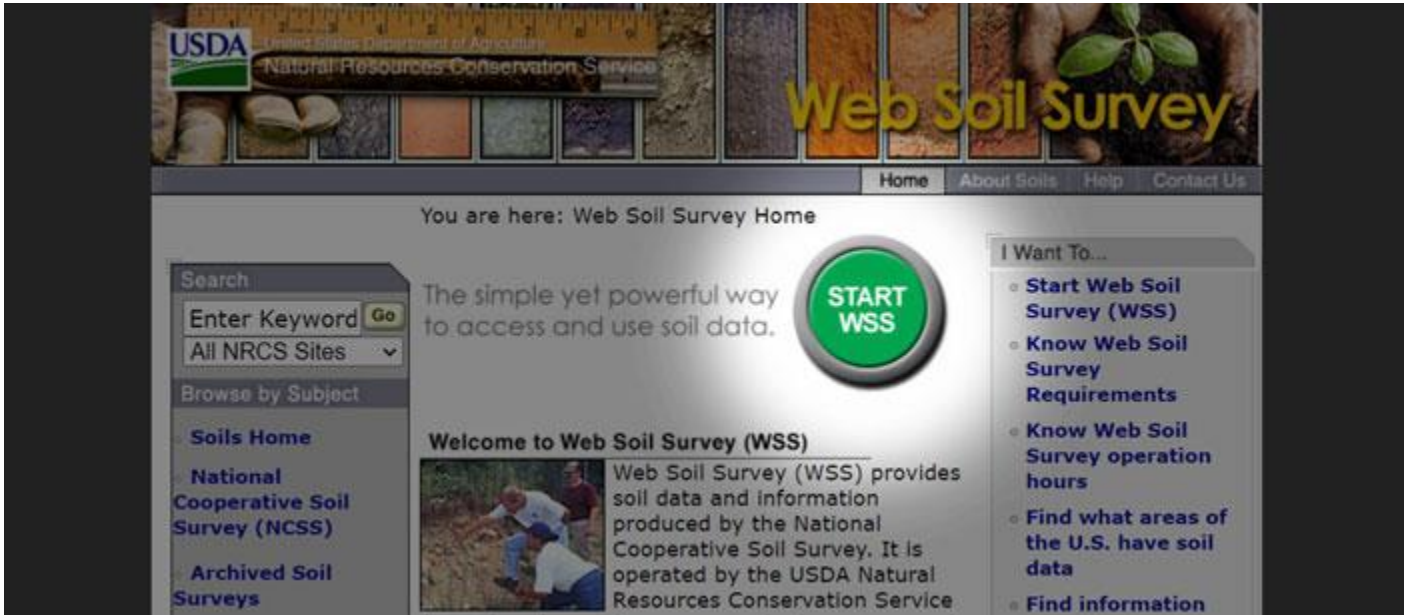 USDA
United States Department of Agriculture
Natural Resources Conservation Service
Web Soil Survey
Home
About Soils
Help
Contact Us
You are here: Web Soil Survey Home
Search
Enter Keyword
Go
All NRCS Sites
Browse by Subject
Soils Home
National
Cooperative Soil
Survey (NCSS)
Archived Soil
Surveys
The simple yet powerful way
to access and use soil data.
START
WSS
Welcome to Web Soil Survey (WSS)
Web Soil Survey (WSS) provides
soil data and information
produced by the National
Cooperative Soil Survey. It is
operated by the USDA Natural
Resources Conservation Service
I Want To...
Start Web Soil
Survey (WSS)
Know Web Soil
Survey
Requirements
Know Web Soil
Survey operation
hours
Find what areas of
the U.S. have soil
data
Find information